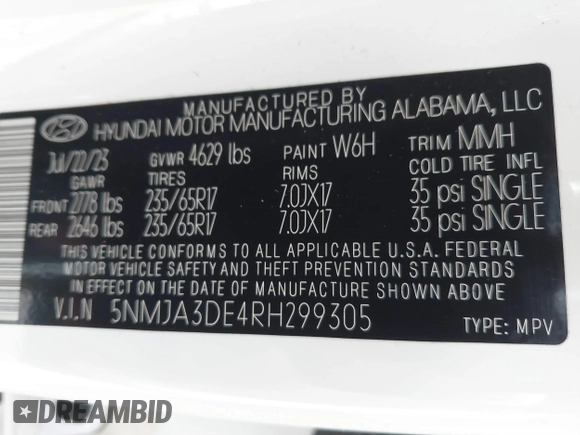 MANUFACTURED BY
HYUNDAI MOTOR MANUFACTURING ALABAMA, LLC
Jul/22/23 GVWR 4629 lbs PAINT W6H TRIM MMH
GAWR TIRES RIMS COLD TIRE INFL
FRONT 2778 lbs 235/65R17 7.0JX17 35 psi SINGLE
REAR 2646 lbs 235/65R17 7.0JX17 35 psi SINGLE
THIS VEHICLE CONFORMS TO ALL APPLICABLE U.S.A. FEDERAL
MOTOR VEHICLE SAFETY AND THEFT PREVENTION STANDARDS
IN EFFECT ON THE DATE OF MANUFACTURE SHOWN ABOVE.
V.I.N 5NMJA3DE4RH299305 TYPE: MPV
DREAMBID